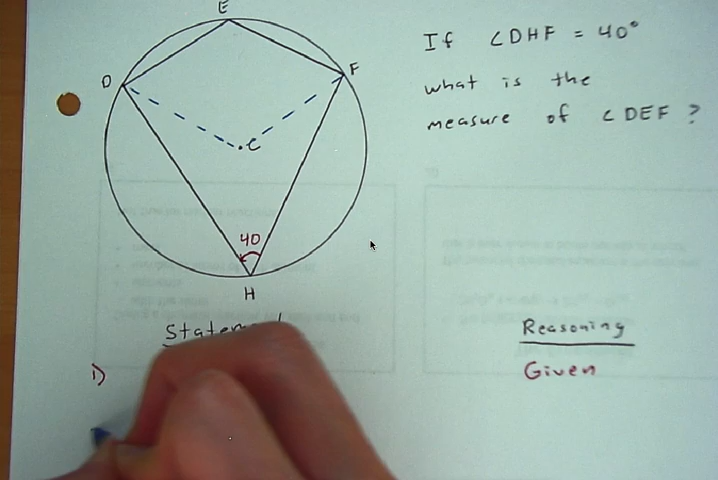 E
If ∠DHF = 40°
D
F
what is the
measure of ∠DEF ?
C
40
H
Reasoning
1)
Given